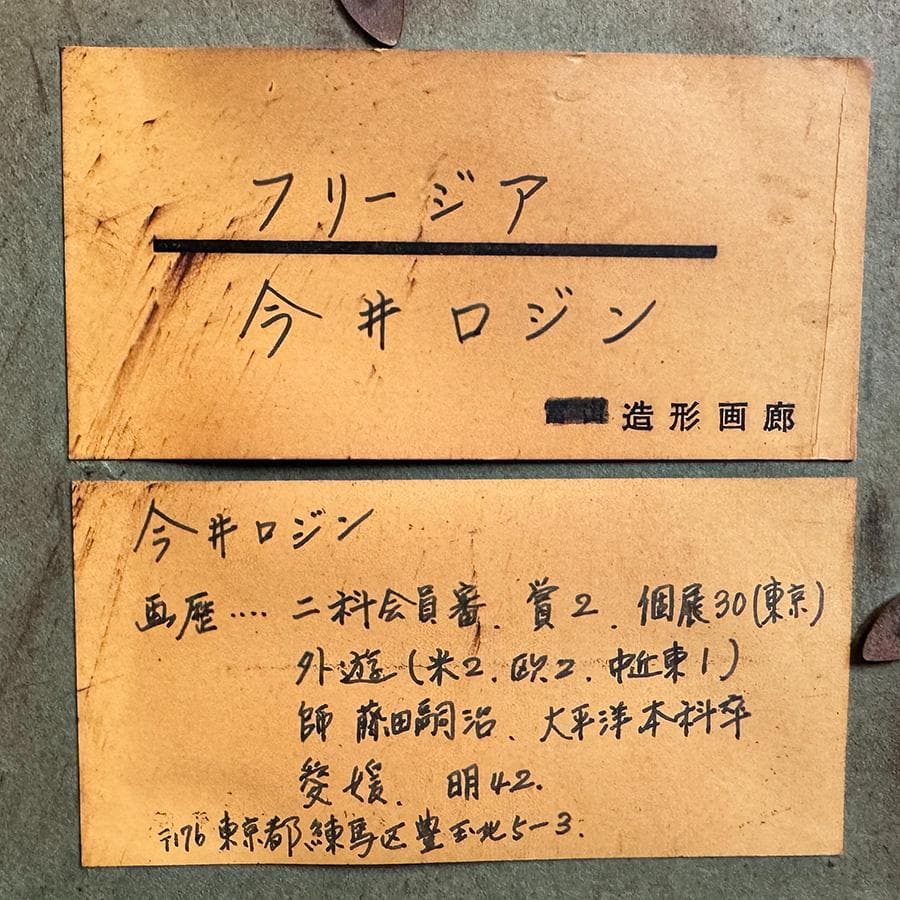 フリージア
今井ロジン
造形画廊
今井ロジン
画歴‥‥ 二科会員審、賞2、個展30(東京)
外遊(米2、欧2、中近東1)
師 藤田嗣治、大平洋本科卒
愛媛、明42.
〒176 東京都練馬区豊玉北5-3.